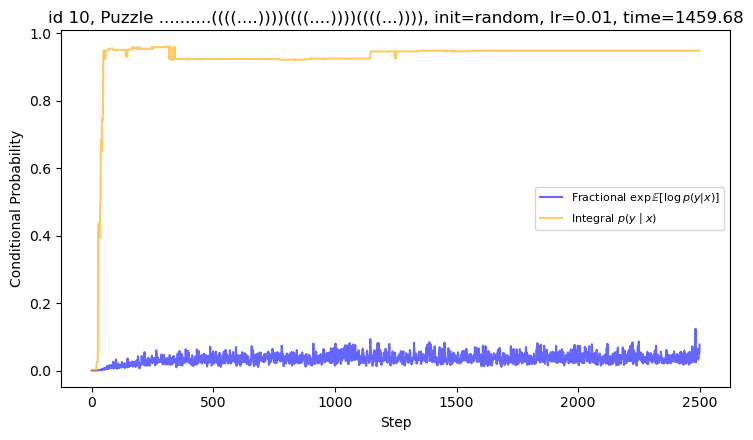 id 10, Puzzle ..........((((....))))((((....))))((((...)))), init=random, lr=0.01, time=1459.68
1.0
0.8
0.6
0.4
0.2
0.0
Conditional Probability
Fractional exp𝔼[log p(y|x)]
Integral p(y | x)
0
500
1000
1500
2000
2500
Step